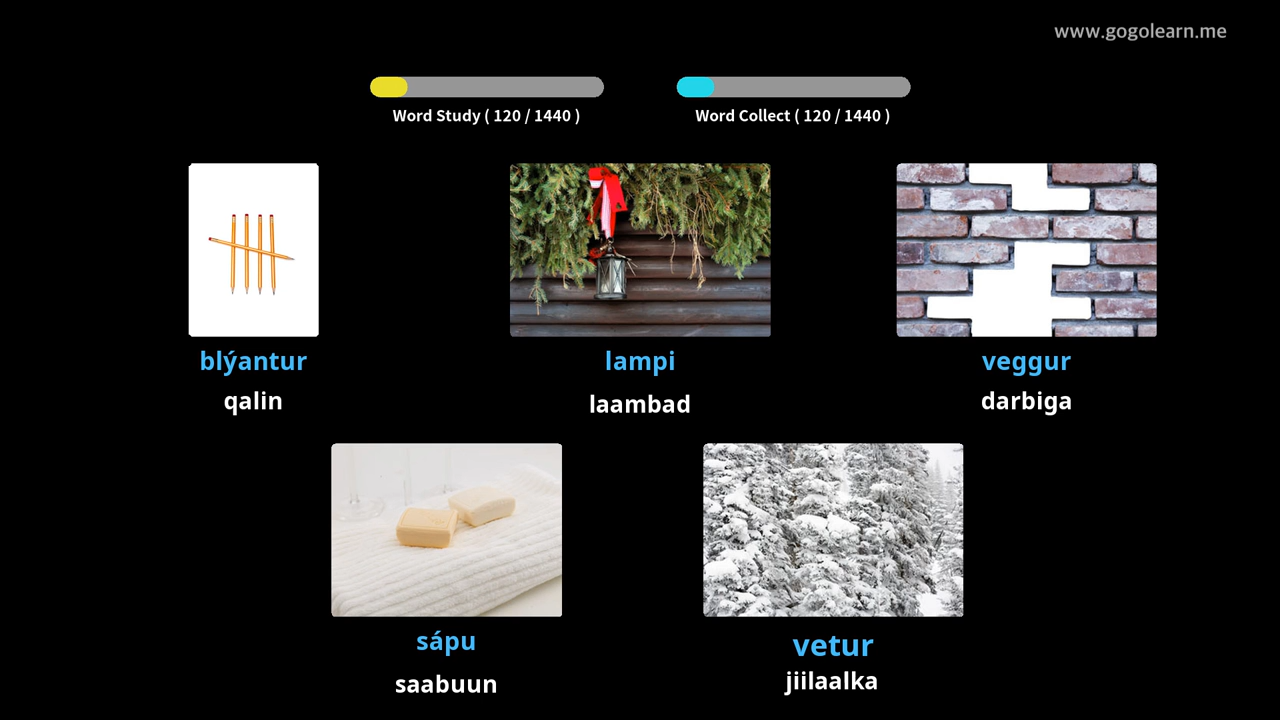 www.gogolearn.me
Word Study ( 120 / 1440 )
Word Collect ( 120 / 1440 )
blýantur
qalin
lampi
laambad
veggur
darbiga
sápu
saabuun
vetur
jiilaalka